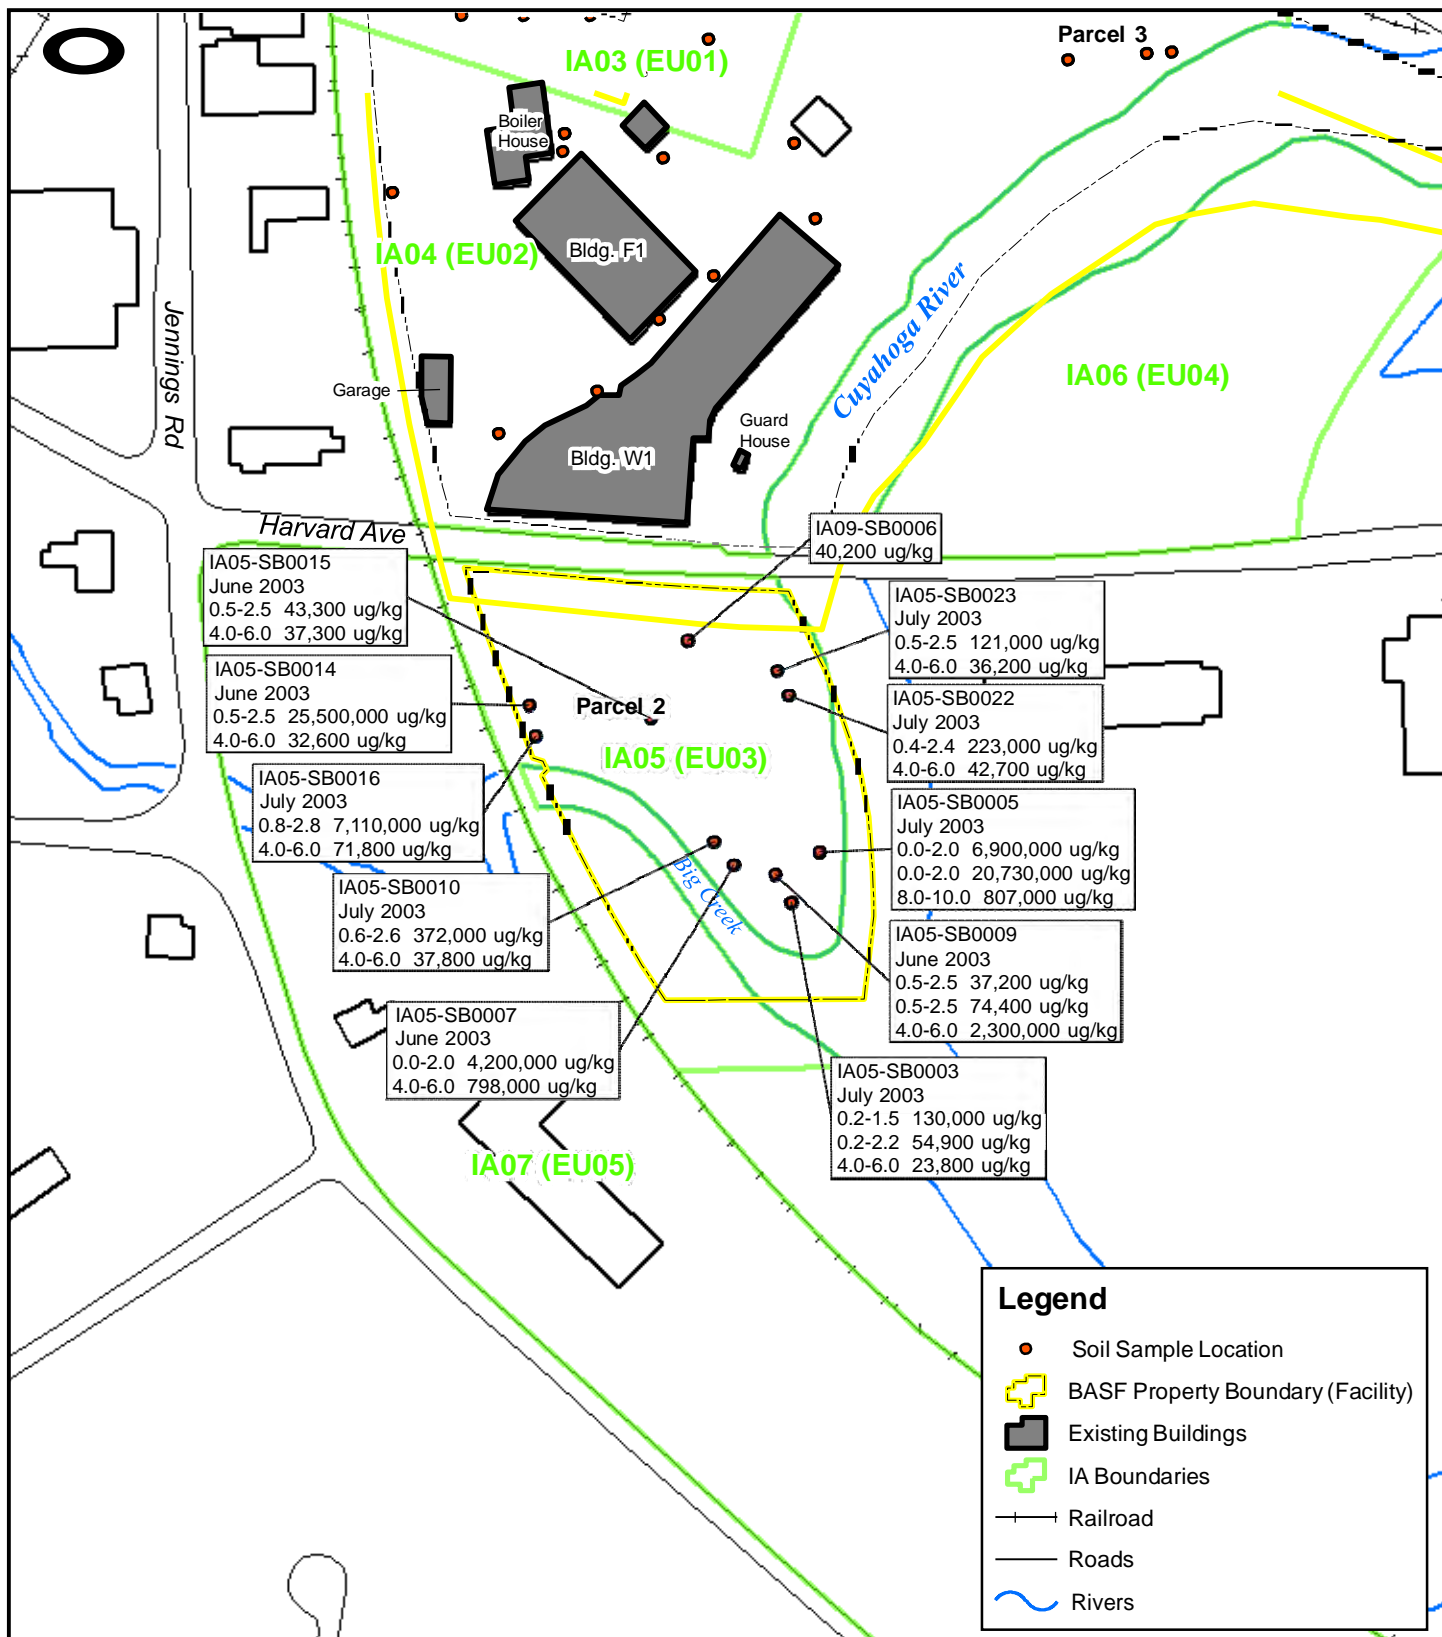 Parcel 3
IA03 (EU01)
Boiler
House
IA04 (EU02)
Bldg. F1
Jennings Rd
Cuyahoga River
Garage
IA06 (EU04)
Guard
House
Bldg. W1
Harvard Ave
IA09-SB0006
40,200 ug/kg
IA05-SB0015
June 2003
0.5-2.5 43,300 ug/kg
4.0-6.0 37,300 ug/kg
IA05-SB0023
July 2003
0.5-2.5 121,000 ug/kg
4.0-6.0 36,200 ug/kg
IA05-SB0014
June 2003
0.5-2.5 25,500,000 ug/kg
4.0-6.0 32,600 ug/kg
Parcel 2
IA05 (EU03)
IA05-SB0022
July 2003
0.4-2.4 223,000 ug/kg
4.0-6.0 42,700 ug/kg
IA05-SB0016
July 2003
0.8-2.8 7,110,000 ug/kg
4.0-6.0 71,800 ug/kg
IA05-SB0005
July 2003
0.0-2.0 6,900,000 ug/kg
0.0-2.0 20,730,000 ug/kg
8.0-10.0 807,000 ug/kg
Big Creek
IA05-SB0010
July 2003
0.6-2.6 372,000 ug/kg
4.0-6.0 37,800 ug/kg
IA05-SB0009
June 2003
0.5-2.5 37,200 ug/kg
0.5-2.5 74,400 ug/kg
4.0-6.0 2,300,000 ug/kg
IA05-SB0007
June 2003
0.0-2.0 4,200,000 ug/kg
4.0-6.0 798,000 ug/kg
IA05-SB0003
July 2003
0.2-1.5 130,000 ug/kg
0.2-2.2 54,900 ug/kg
4.0-6.0 23,800 ug/kg
IA07 (EU05)
Legend
Soil Sample Location
BASF Property Boundary (Facility)
Existing Buildings
IA Boundaries
Railroad
Roads
Rivers